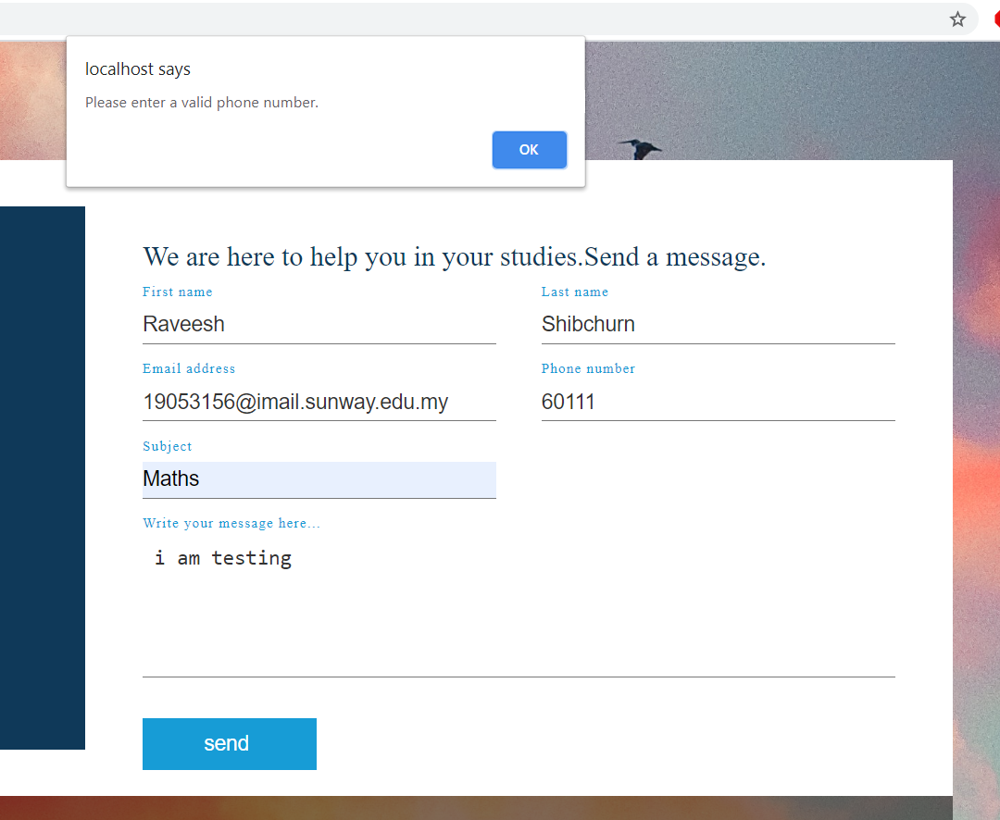 localhost says
Please enter a valid phone number.
OK
We are here to help you in your studies.Send a message.
First name
Last name
Raveesh
Shibchurn
Email address
Phone number
19053156@imail.sunway.edu.my
60111
Subject
Maths
Write your message here...
i am testing
send